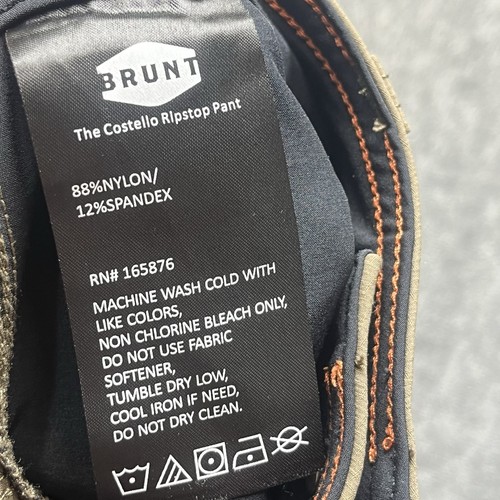 BRUNT
The Costello Ripstop Pant
88%NYLON/
12%SPANDEX
RN# 165876
MACHINE WASH COLD WITH
LIKE COLORS,
NON CHLORINE BLEACH ONLY,
DO NOT USE FABRIC
SOFTENER,
TUMBLE DRY LOW,
COOL IRON IF NEED,
DO NOT DRY CLEAN.